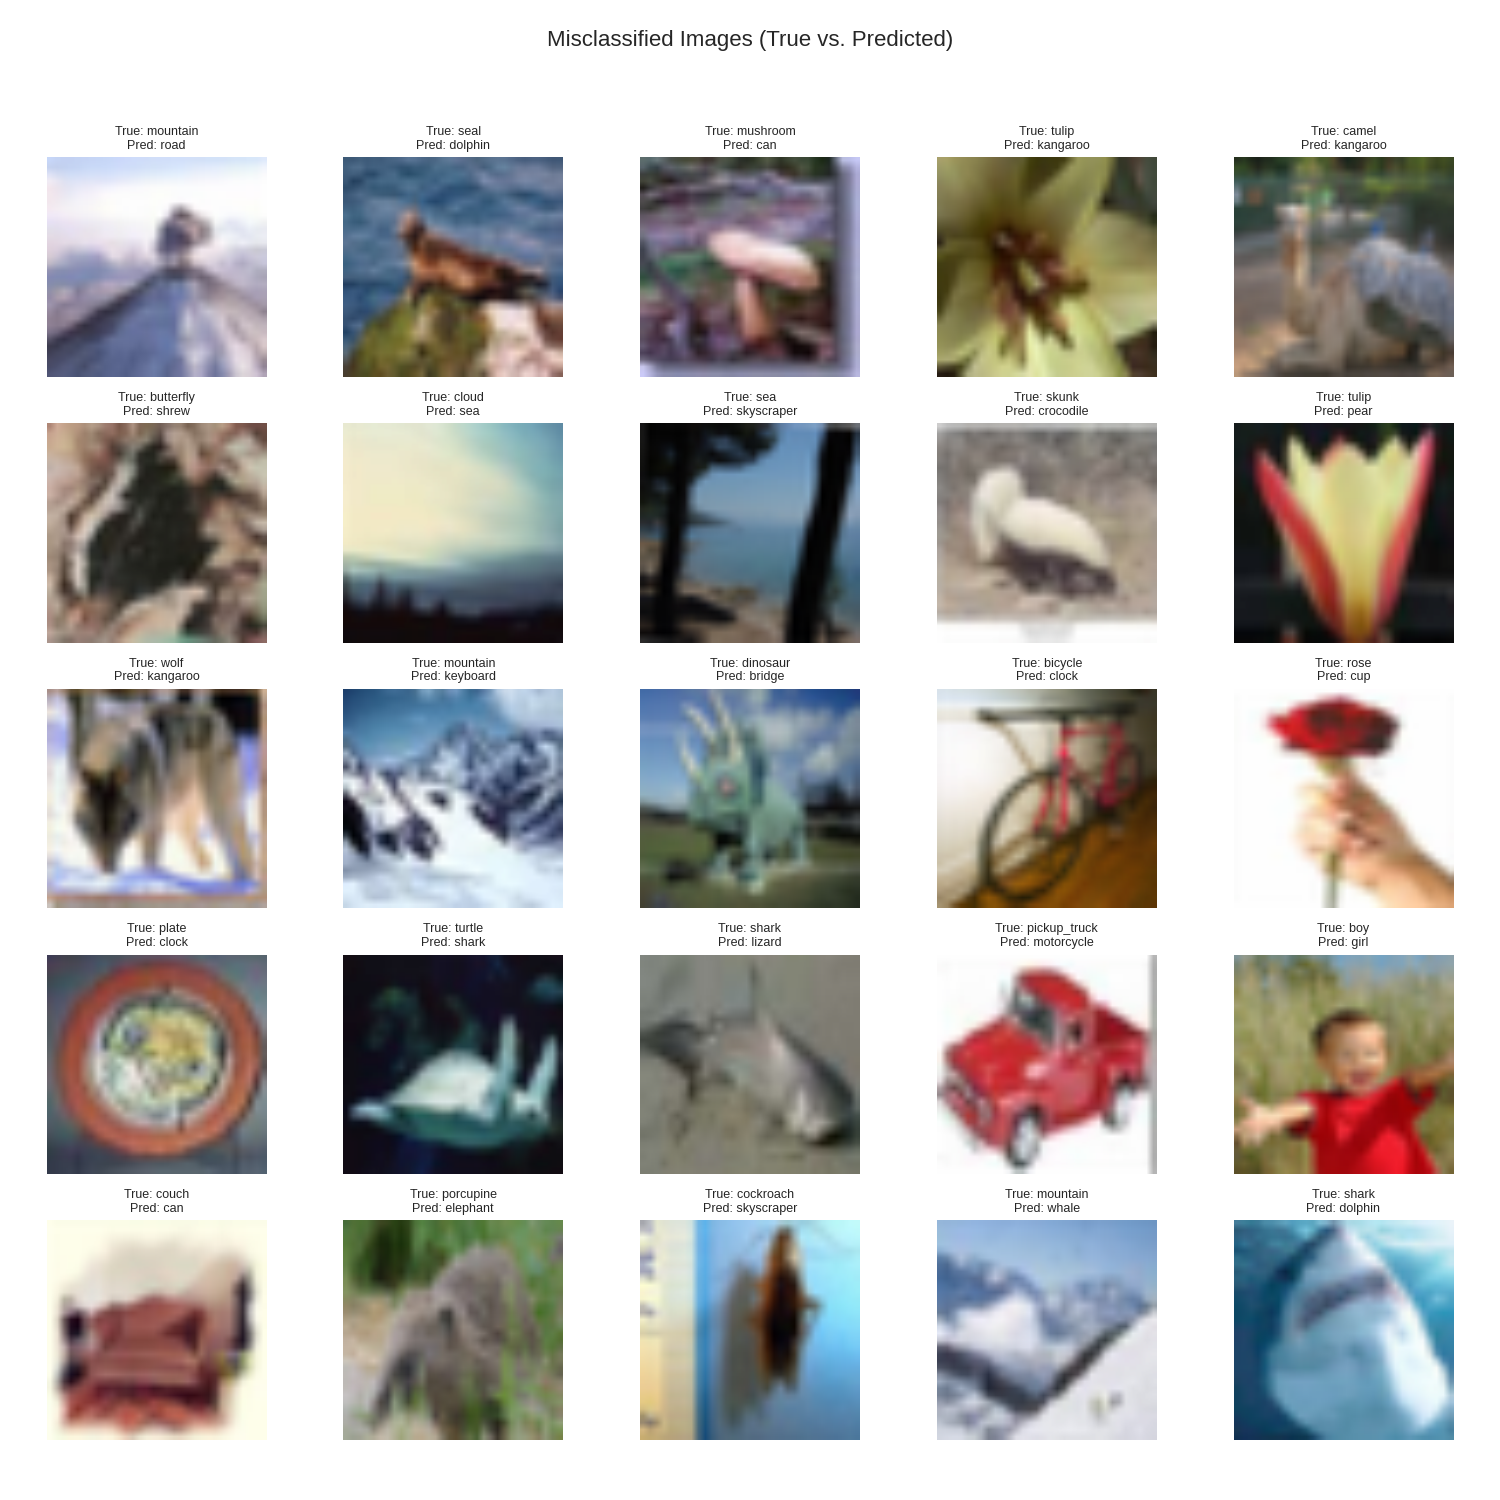 Misclassified Images (True vs. Predicted)
True: mountain
Pred: road
True: seal
Pred: dolphin
True: mushroom
Pred: can
True: tulip
Pred: kangaroo
True: camel
Pred: kangaroo
True: butterfly
Pred: shrew
True: cloud
Pred: sea
True: sea
Pred: skyscraper
True: skunk
Pred: crocodile
True: tulip
Pred: pear
True: wolf
Pred: kangaroo
True: mountain
Pred: keyboard
True: dinosaur
Pred: bridge
True: bicycle
Pred: clock
True: rose
Pred: cup
True: plate
Pred: clock
True: turtle
Pred: shark
True: shark
Pred: lizard
True: pickup_truck
Pred: motorcycle
True: boy
Pred: girl
True: couch
Pred: can
True: porcupine
Pred: elephant
True: cockroach
Pred: skyscraper
True: mountain
Pred: whale
True: shark
Pred: dolphin